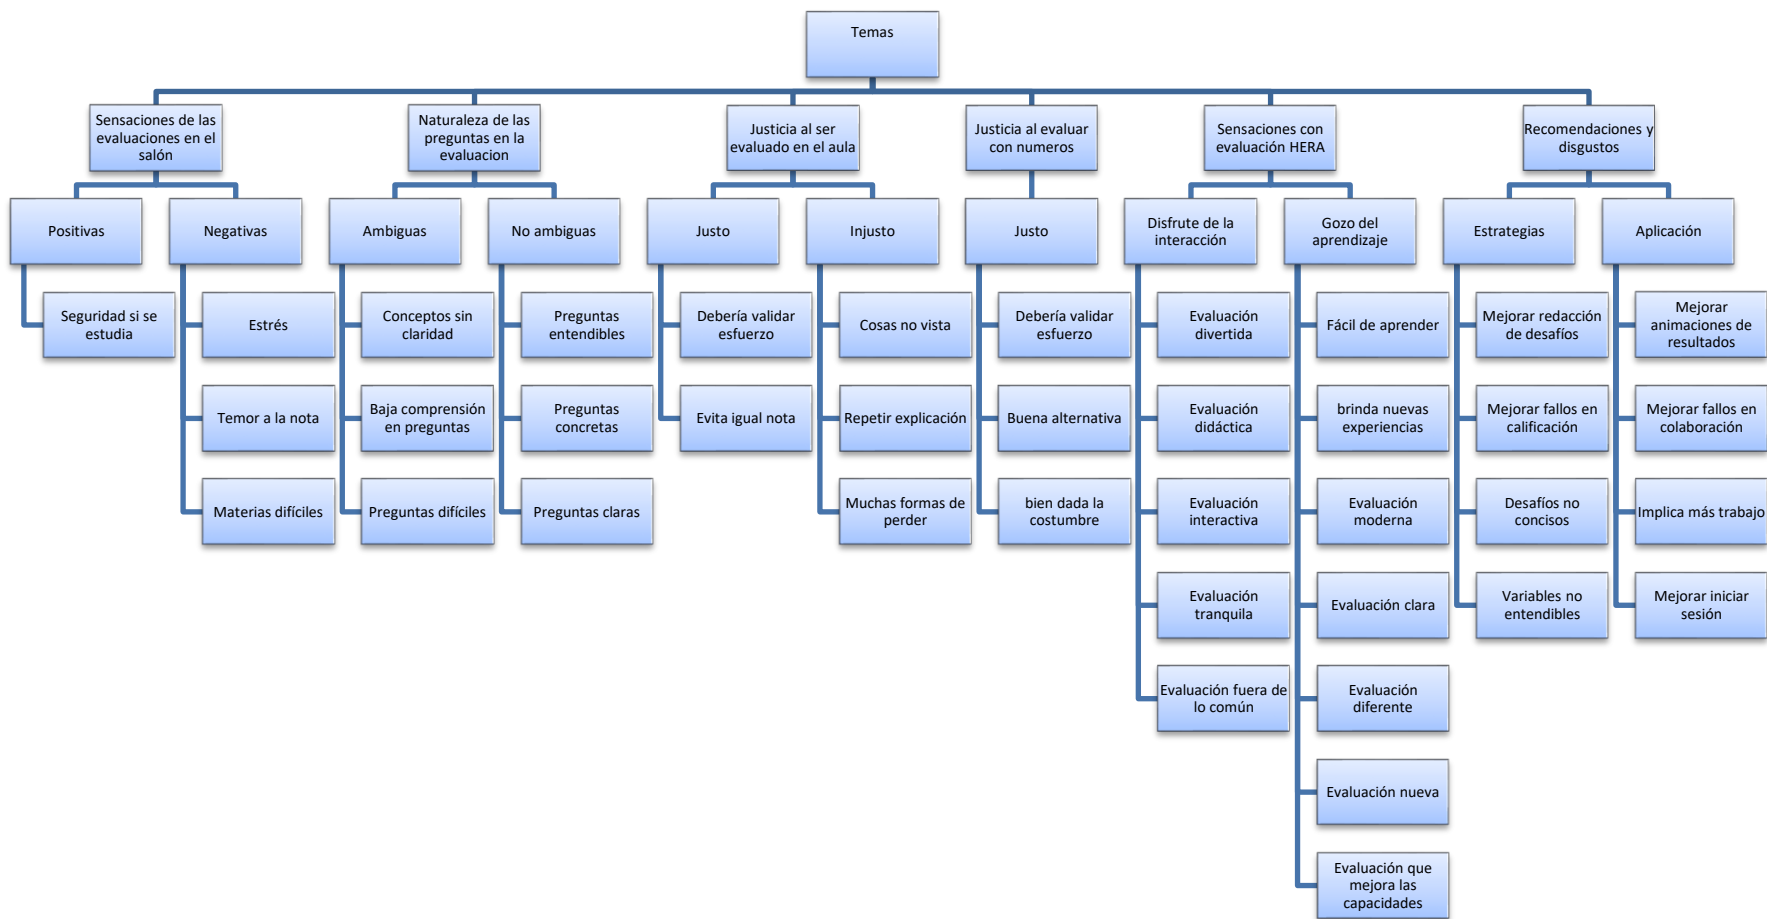 Temas
Sensaciones de las
evaluaciones en el
salón
Naturaleza de las
preguntas en la
evaluacion
Justicia al ser
evaluado en el aula
Justicia al evaluar
con numeros
Sensaciones con
evaluación HERA
Recomendaciones y
disgustos
Positivas
Negativas
Ambiguas
No ambiguas
Justo
Injusto
Justo
Disfrute de la
interacción
Gozo del
aprendizaje
Estrategias
Aplicación
Seguridad si se
estudia
Estrés
Conceptos sin
claridad
Preguntas
entendibles
Debería validar
esfuerzo
Cosas no vista
Debería validar
esfuerzo
Evaluación
divertida
Fácil de aprender
Mejorar redacción
de desafíos
Mejorar
animaciones de
resultados
Temor a la nota
Baja comprensión
en preguntas
Preguntas
concretas
Evita igual nota
Repetir explicación
Buena alternativa
Evaluación
didáctica
brinda nuevas
experiencias
Mejorar fallos en
calificación
Mejorar fallos en
colaboración
Materias difíciles
Preguntas difíciles
Preguntas claras
Muchas formas de
perder
bien dada la
costumbre
Evaluación
interactiva
Evaluación
moderna
Desafíos no
concisos
Implica más trabajo
Evaluación
tranquila
Evaluación clara
Variables no
entendibles
Mejorar iniciar
sesión
Evaluación fuera de
lo común
Evaluación
diferente
Evaluación nueva
Evaluación que
mejora las
capacidades